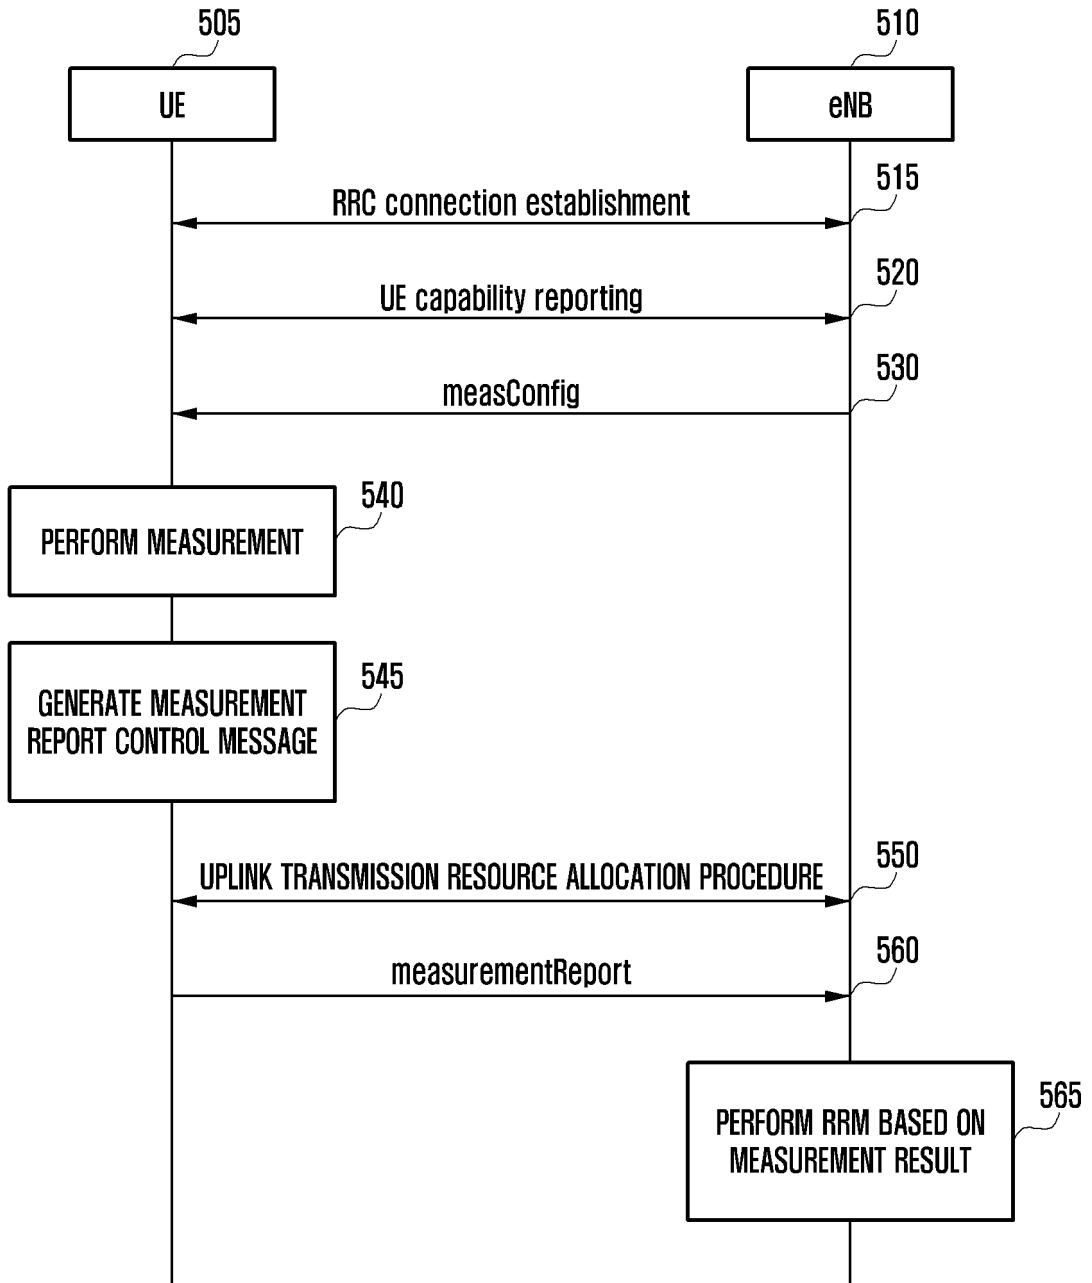 505
510
UE
eNB
515
RRC connection establishment
520
UE capability reporting
530
measConfig
540
PERFORM MEASUREMENT
545
GENERATE MEASUREMENT
REPORT CONTROL MESSAGE
550
UPLINK TRANSMISSION RESOURCE ALLOCATION PROCEDURE
560
measurementReport
565
PERFORM RRM BASED ON
MEASUREMENT RESULT